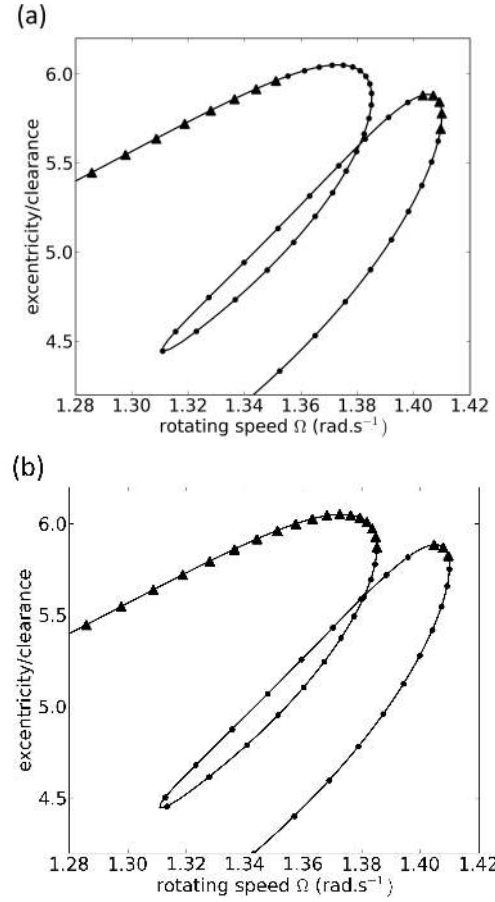 (a)
6.0
5.5
5.0
4.5
excentricity/clearance
1.28 1.30 1.32 1.34 1.36 1.38 1.40 1.42
rotating speed Ω (rad.s⁻¹)
(b)
6.0
5.5
5.0
4.5
excentricity/clearance
1.28 1.30 1.32 1.34 1.36 1.38 1.40 1.42
rotating speed Ω (rad.s⁻¹)